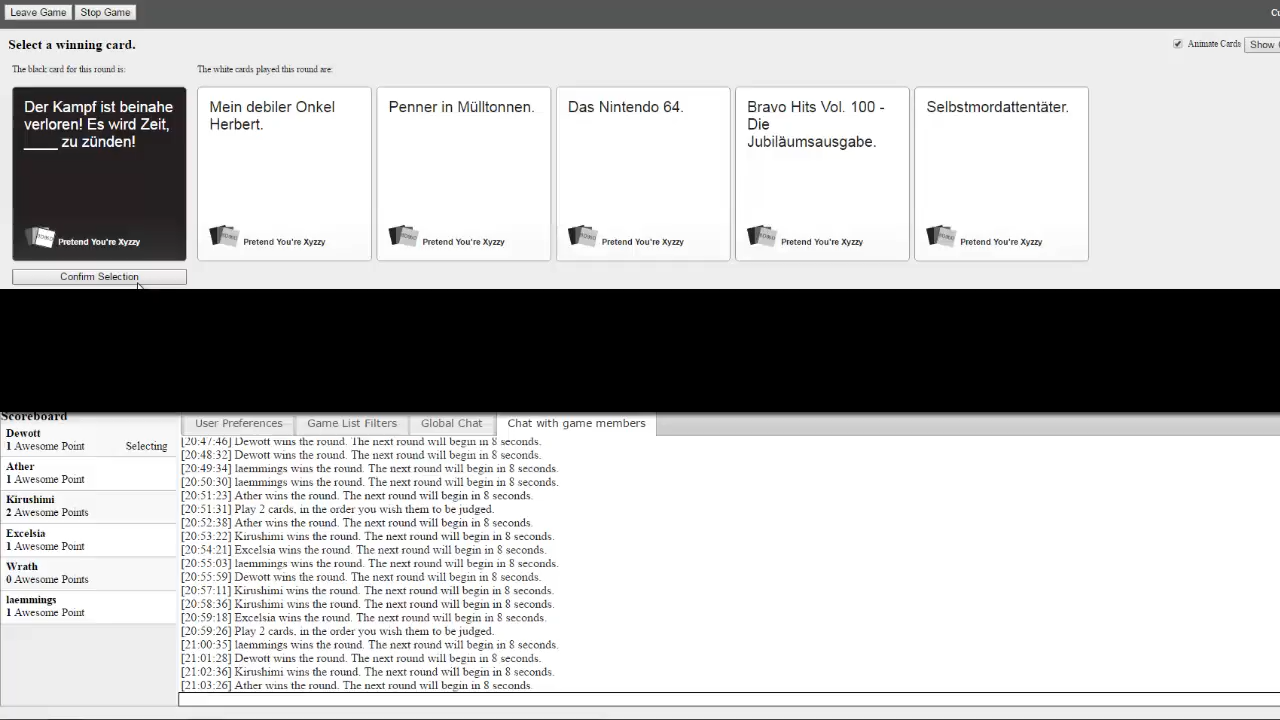 Leave Game Stop Game Cu
Select a winning card. Animate Cards Show
The black card for this round is: The white cards played this round are:
Der Kampf ist beinahe
verloren! Es wird Zeit,
____ zu zünden!
Pretend You're Xyzzy
Mein debiler Onkel
Herbert.
Pretend You're Xyzzy
Penner in Mülltonnen.
Pretend You're Xyzzy
Das Nintendo 64.
Pretend You're Xyzzy
Bravo Hits Vol. 100 -
Die
Jubiläumsausgabe.
Pretend You're Xyzzy
Selbstmordattentäter.
Pretend You're Xyzzy
Confirm Selection
Scoreboard
Dewott
1 Awesome Point Selecting
Ather
1 Awesome Point
Kirushimi
2 Awesome Points
Excelsia
1 Awesome Point
Wrath
0 Awesome Points
laemmings
1 Awesome Point
User Preferences Game List Filters Global Chat Chat with game members
[20:47:46] Dewott wins the round. The next round will begin in 8 seconds.
[20:48:32] Dewott wins the round. The next round will begin in 8 seconds.
[20:49:34] laemmings wins the round. The next round will begin in 8 seconds.
[20:50:30] laemmings wins the round. The next round will begin in 8 seconds.
[20:51:23] Ather wins the round. The next round will begin in 8 seconds.
[20:51:31] Play 2 cards, in the order you wish them to be judged.
[20:52:38] Ather wins the round. The next round will begin in 8 seconds.
[20:53:22] Kirushimi wins the round. The next round will begin in 8 seconds.
[20:54:21] Excelsia wins the round. The next round will begin in 8 seconds.
[20:55:03] laemmings wins the round. The next round will begin in 8 seconds.
[20:55:59] Dewott wins the round. The next round will begin in 8 seconds.
[20:57:11] Kirushimi wins the round. The next round will begin in 8 seconds.
[20:58:36] Kirushimi wins the round. The next round will begin in 8 seconds.
[20:59:18] Excelsia wins the round. The next round will begin in 8 seconds.
[20:59:26] Play 2 cards, in the order you wish them to be judged.
[21:00:35] laemmings wins the round. The next round will begin in 8 seconds.
[21:01:28] Dewott wins the round. The next round will begin in 8 seconds.
[21:02:36] Kirushimi wins the round. The next round will begin in 8 seconds.
[21:03:26] Ather wins the round. The next round will begin in 8 seconds.